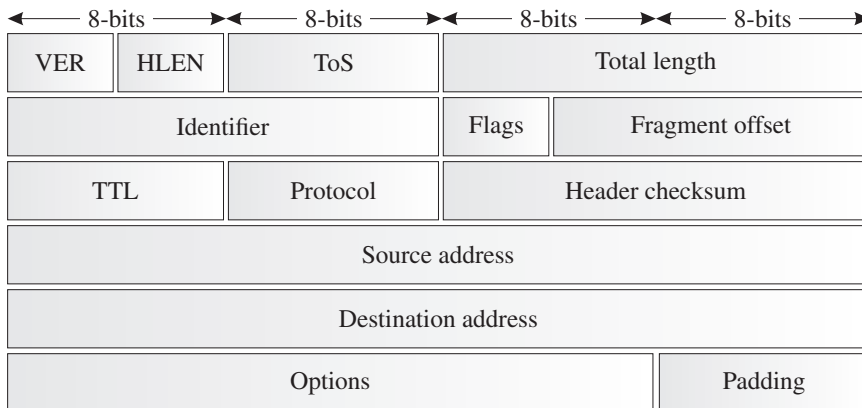 8-bits 8-bits 8-bits 8-bits
VER HLEN ToS Total length
Identifier Flags Fragment offset
TTL Protocol Header checksum
Source address
Destination address
Options Padding